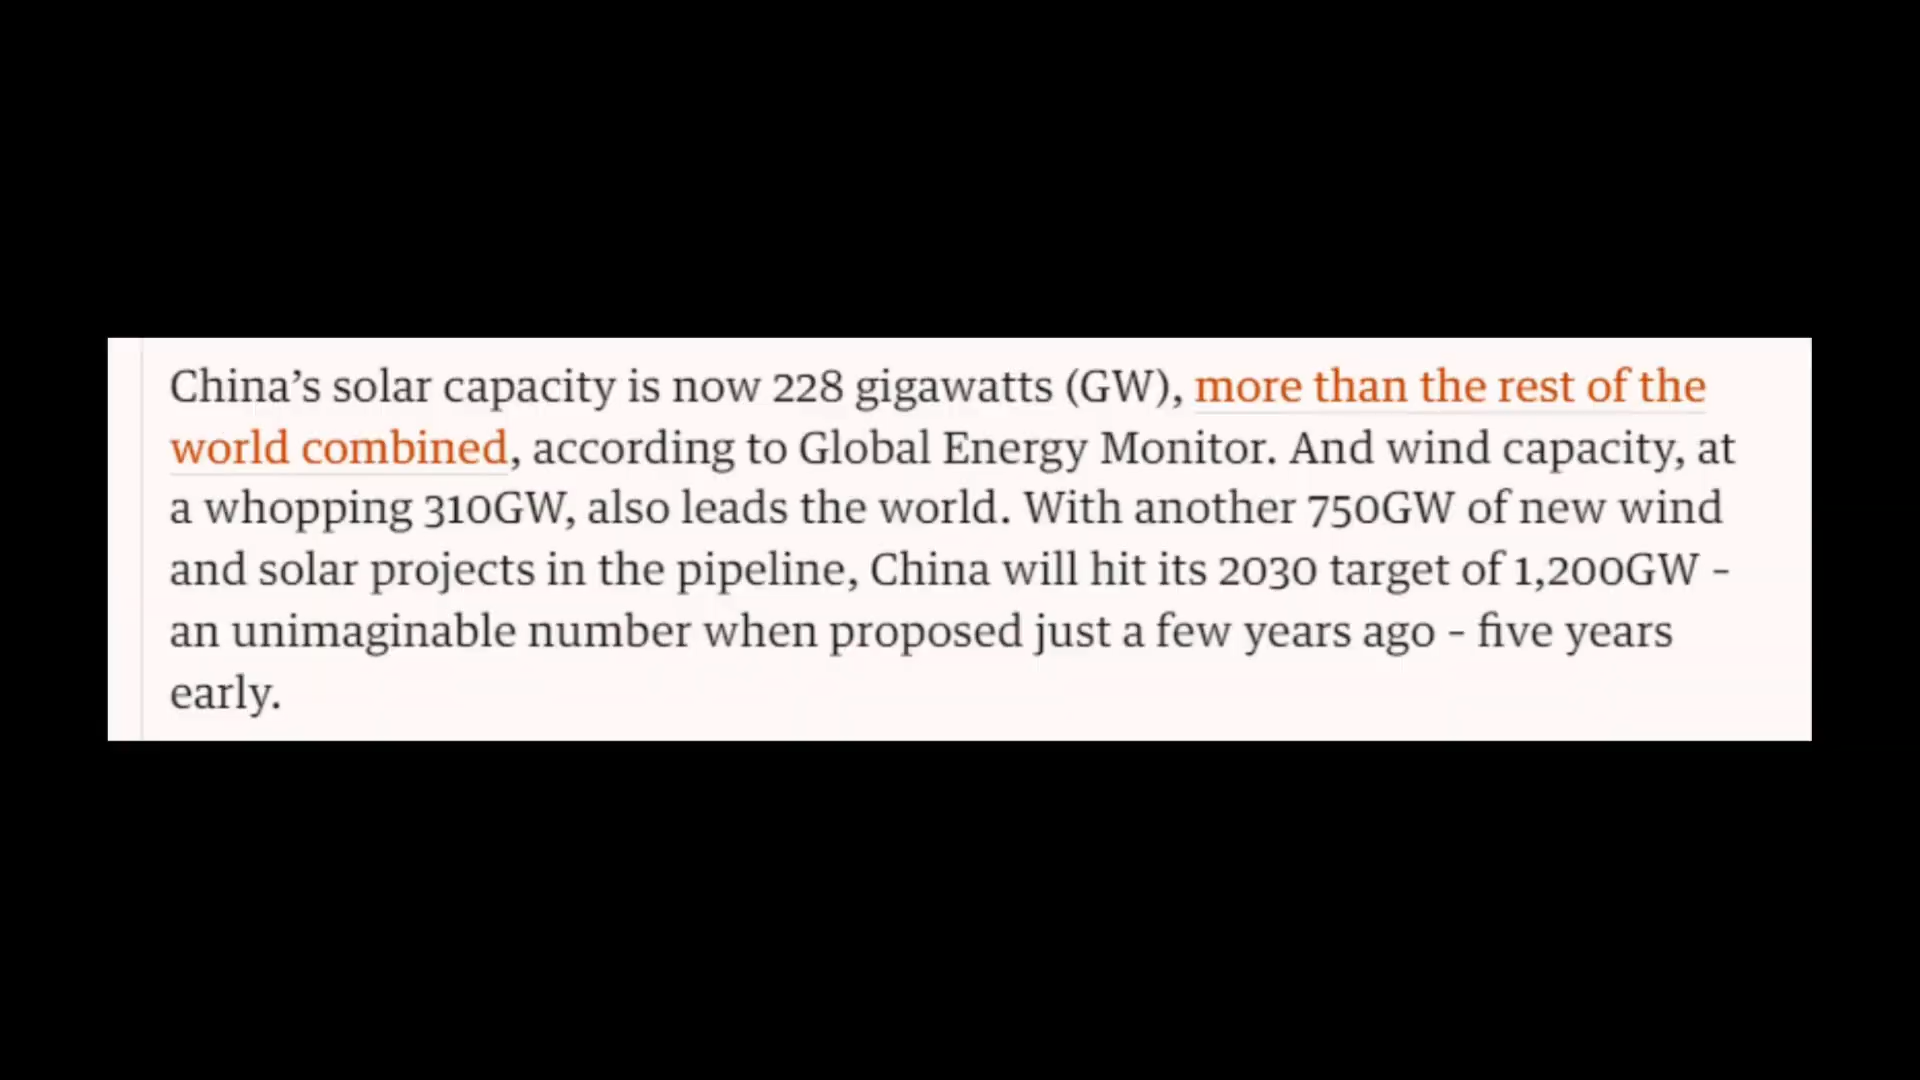 China’s solar capacity is now 228 gigawatts (GW), more than the rest of the
world combined, according to Global Energy Monitor. And wind capacity, at
a whopping 310GW, also leads the world. With another 750GW of new wind
and solar projects in the pipeline, China will hit its 2030 target of 1,200GW –
an unimaginable number when proposed just a few years ago – five years
early.